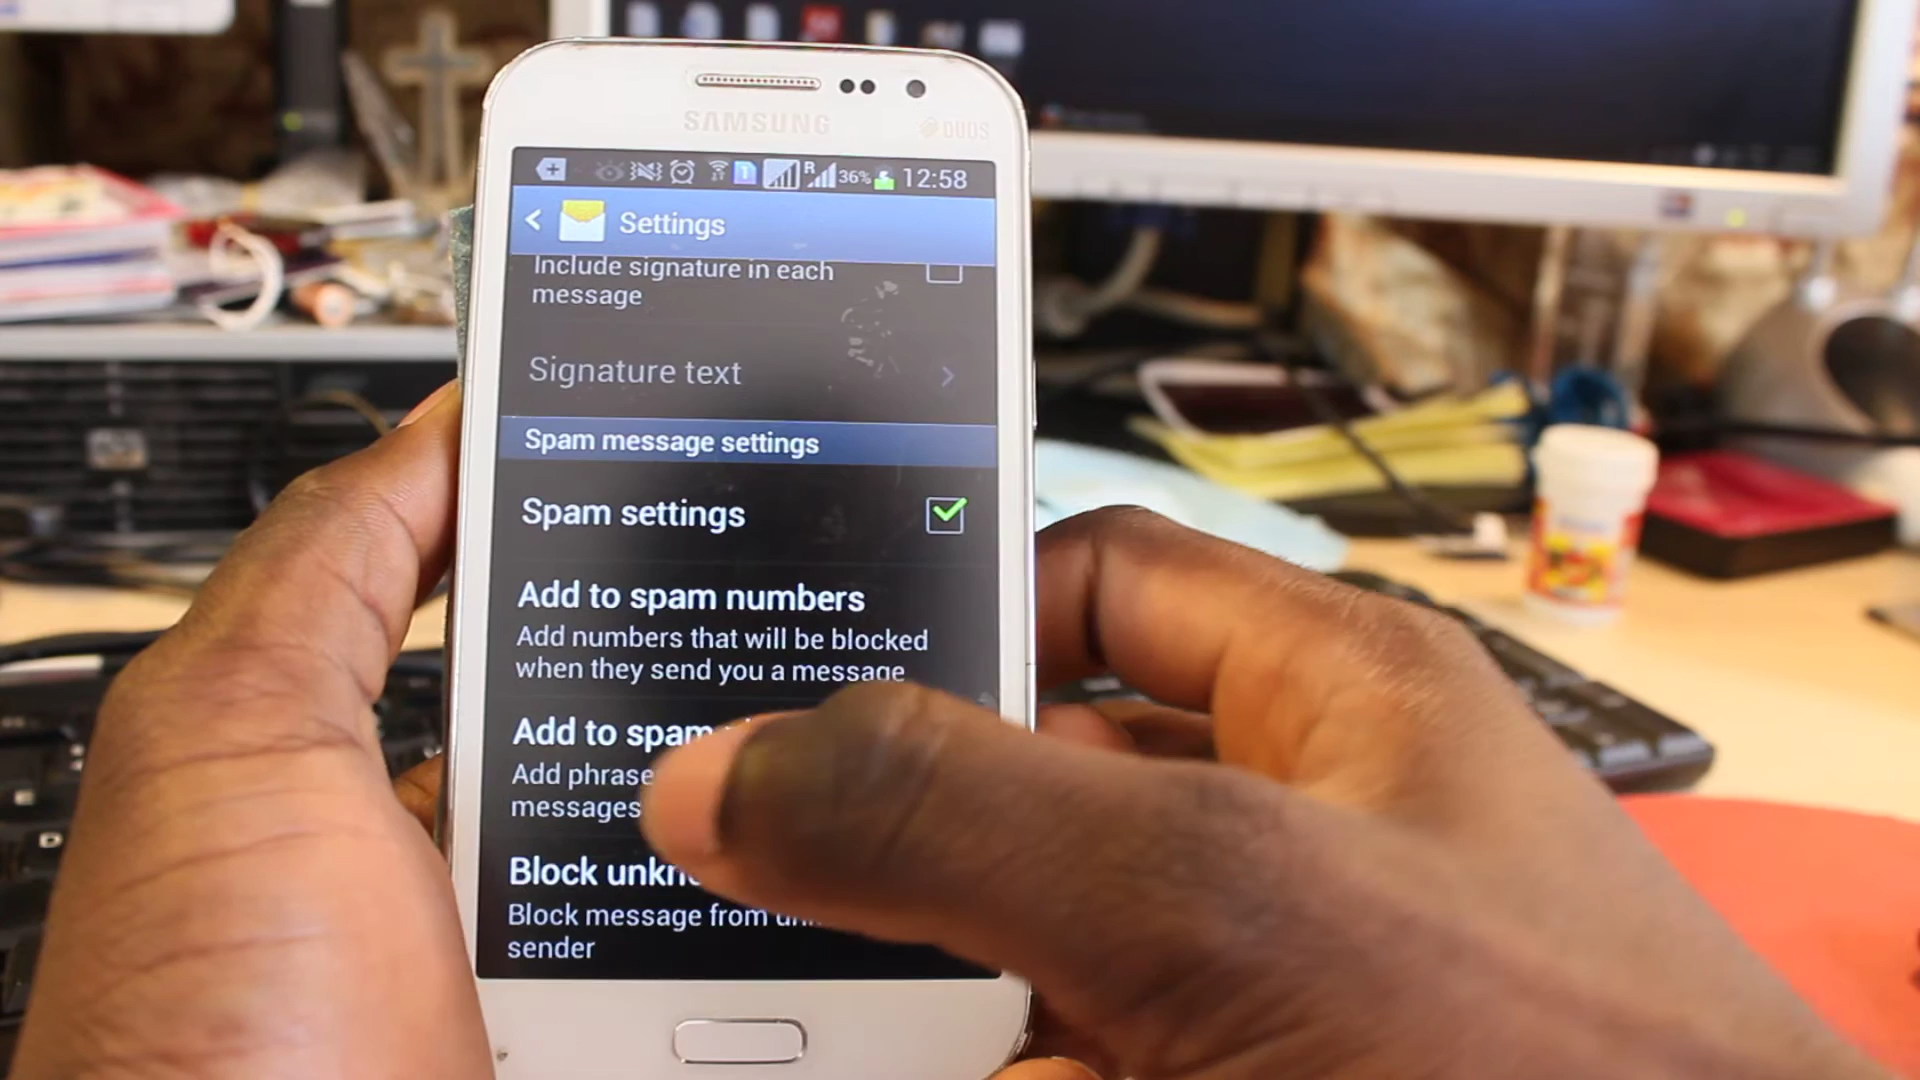 SAMSUNG
DUOS
1 R 36% 12:58
< Settings
Include signature in each
message
Signature text >
Spam message settings
Spam settings
Add to spam numbers
Add numbers that will be blocked
when they send you a message
Add to spam
Add phrase
messages
Block
Block message from
sender
D